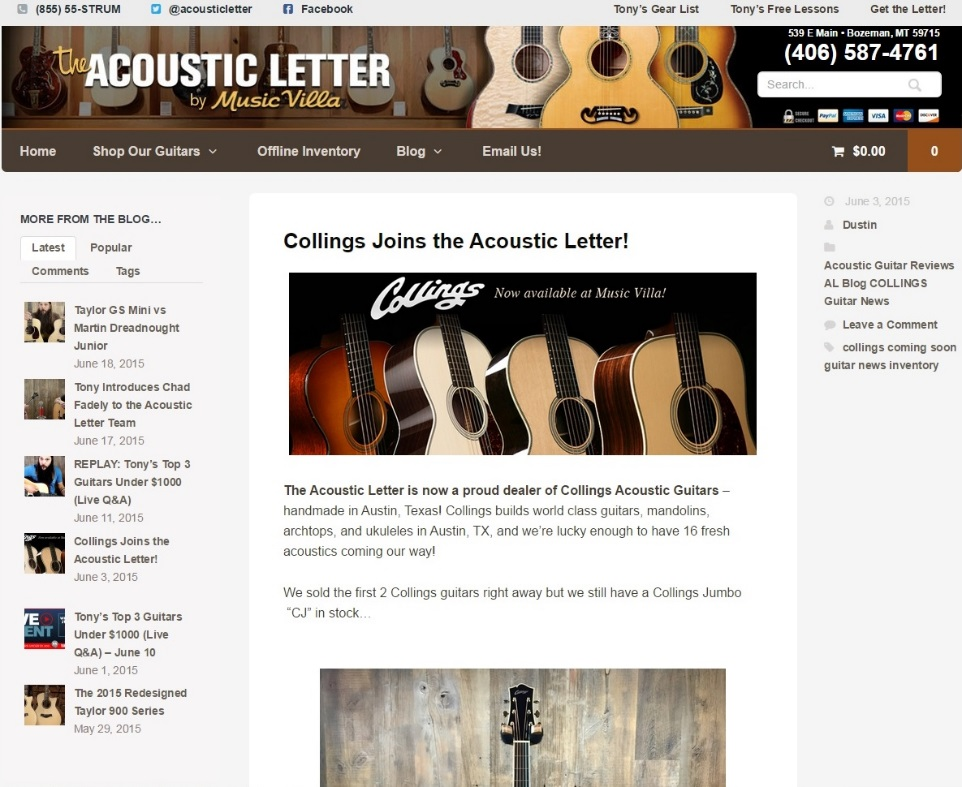 (855) 55-STRUM @acousticletter Facebook Tony's Gear List Tony's Free Lessons Get the Letter!
the ACOUSTIC LETTER
by Music Villa
539 E Main • Bozeman, MT 59715
(406) 587-4761
Search...
PayPal VISA
Home Shop Our Guitars Offline Inventory Blog Email Us! $0.00 0
MORE FROM THE BLOG…
Latest Popular
Comments Tags
Taylor GS Mini vs
Martin Dreadnought
Junior
June 18, 2015
Tony Introduces Chad
Fadely to the Acoustic
Letter Team
June 17, 2015
REPLAY: Tony's Top 3
Guitars Under $1000
(Live Q&A)
June 11, 2015
Collings Joins the
Acoustic Letter!
June 3, 2015
Tony's Top 3 Guitars
Under $1000 (Live
Q&A) – June 10
June 1, 2015
The 2015 Redesigned
Taylor 900 Series
May 29, 2015
Collings Joins the Acoustic Letter!
Collings Now available at Music Villa!
The Acoustic Letter is now a proud dealer of Collings Acoustic Guitars –
handmade in Austin, Texas! Collings builds world class guitars, mandolins,
archtops, and ukuleles in Austin, TX, and we're lucky enough to have 16 fresh
acoustics coming our way!
We sold the first 2 Collings guitars right away but we still have a Collings Jumbo
“CJ” in stock…
Collings
June 3, 2015
Dustin
Acoustic Guitar Reviews
AL Blog COLLINGS
Guitar News
Leave a Comment
collings coming soon
guitar news inventory